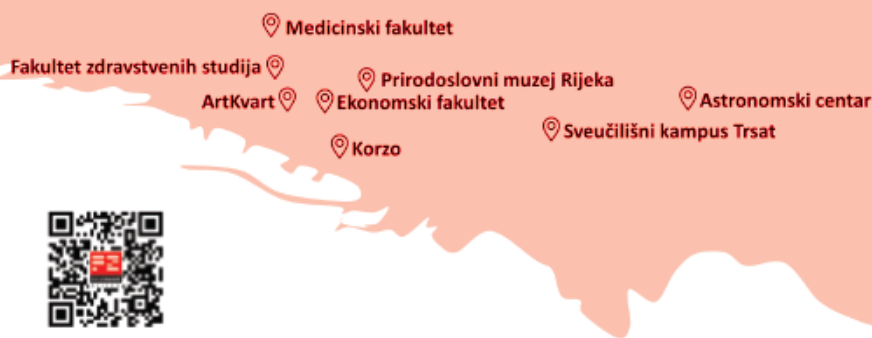 Medicinski fakultet
Fakultet zdravstvenih studija
Prirodoslovni muzej Rijeka
ArtKvart
Ekonomski fakultet
Astronomski centar
Sveučilišni kampus Trsat
Korzo